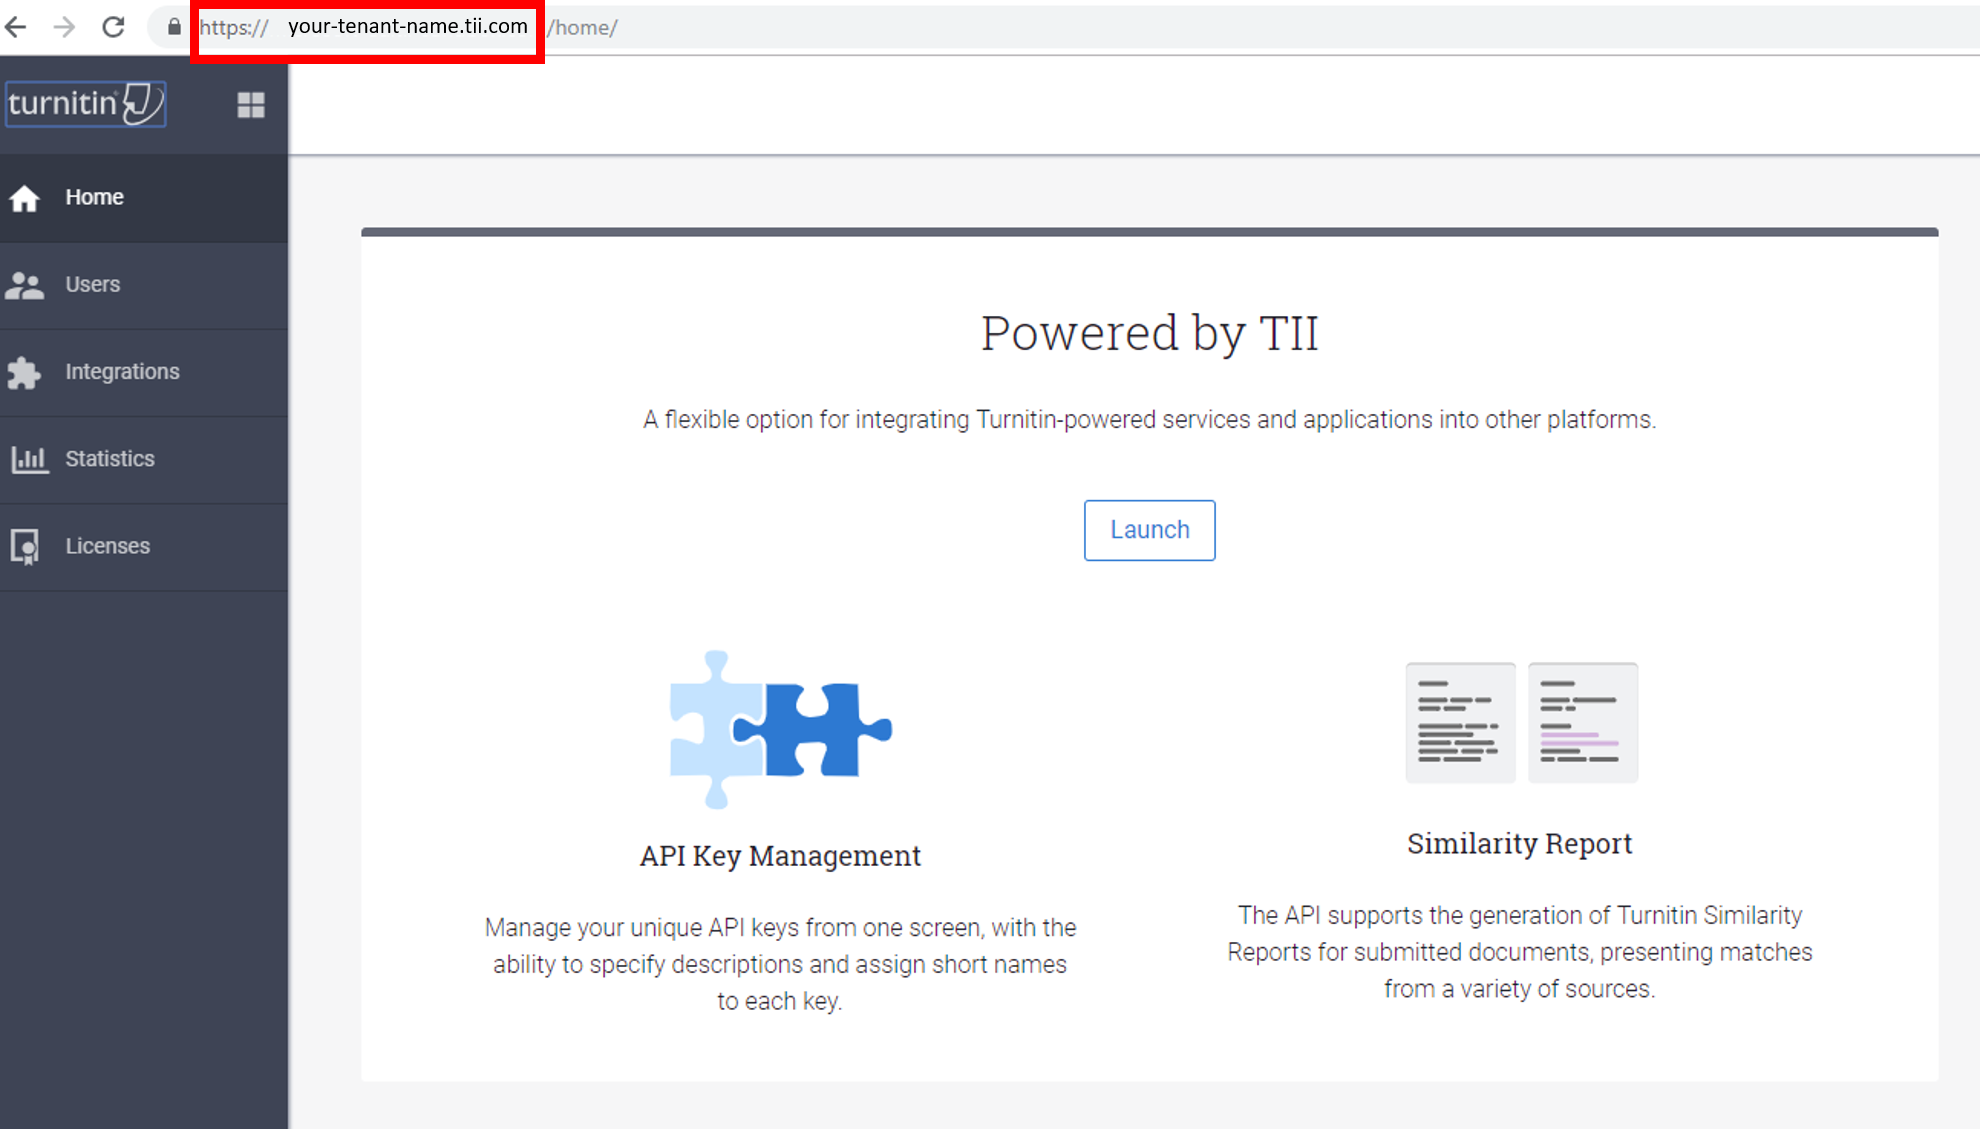 https:// your-tenant-name.tii.com /home/
turnitin
Home
Users
Integrations
Statistics
Licenses
Powered by TII
A flexible option for integrating Turnitin-powered services and applications into other platforms.
Launch
API Key Management
Manage your unique API keys from one screen, with the
ability to specify descriptions and assign short names
to each key.
Similarity Report
The API supports the generation of Turnitin Similarity
Reports for submitted documents, presenting matches
from a variety of sources.